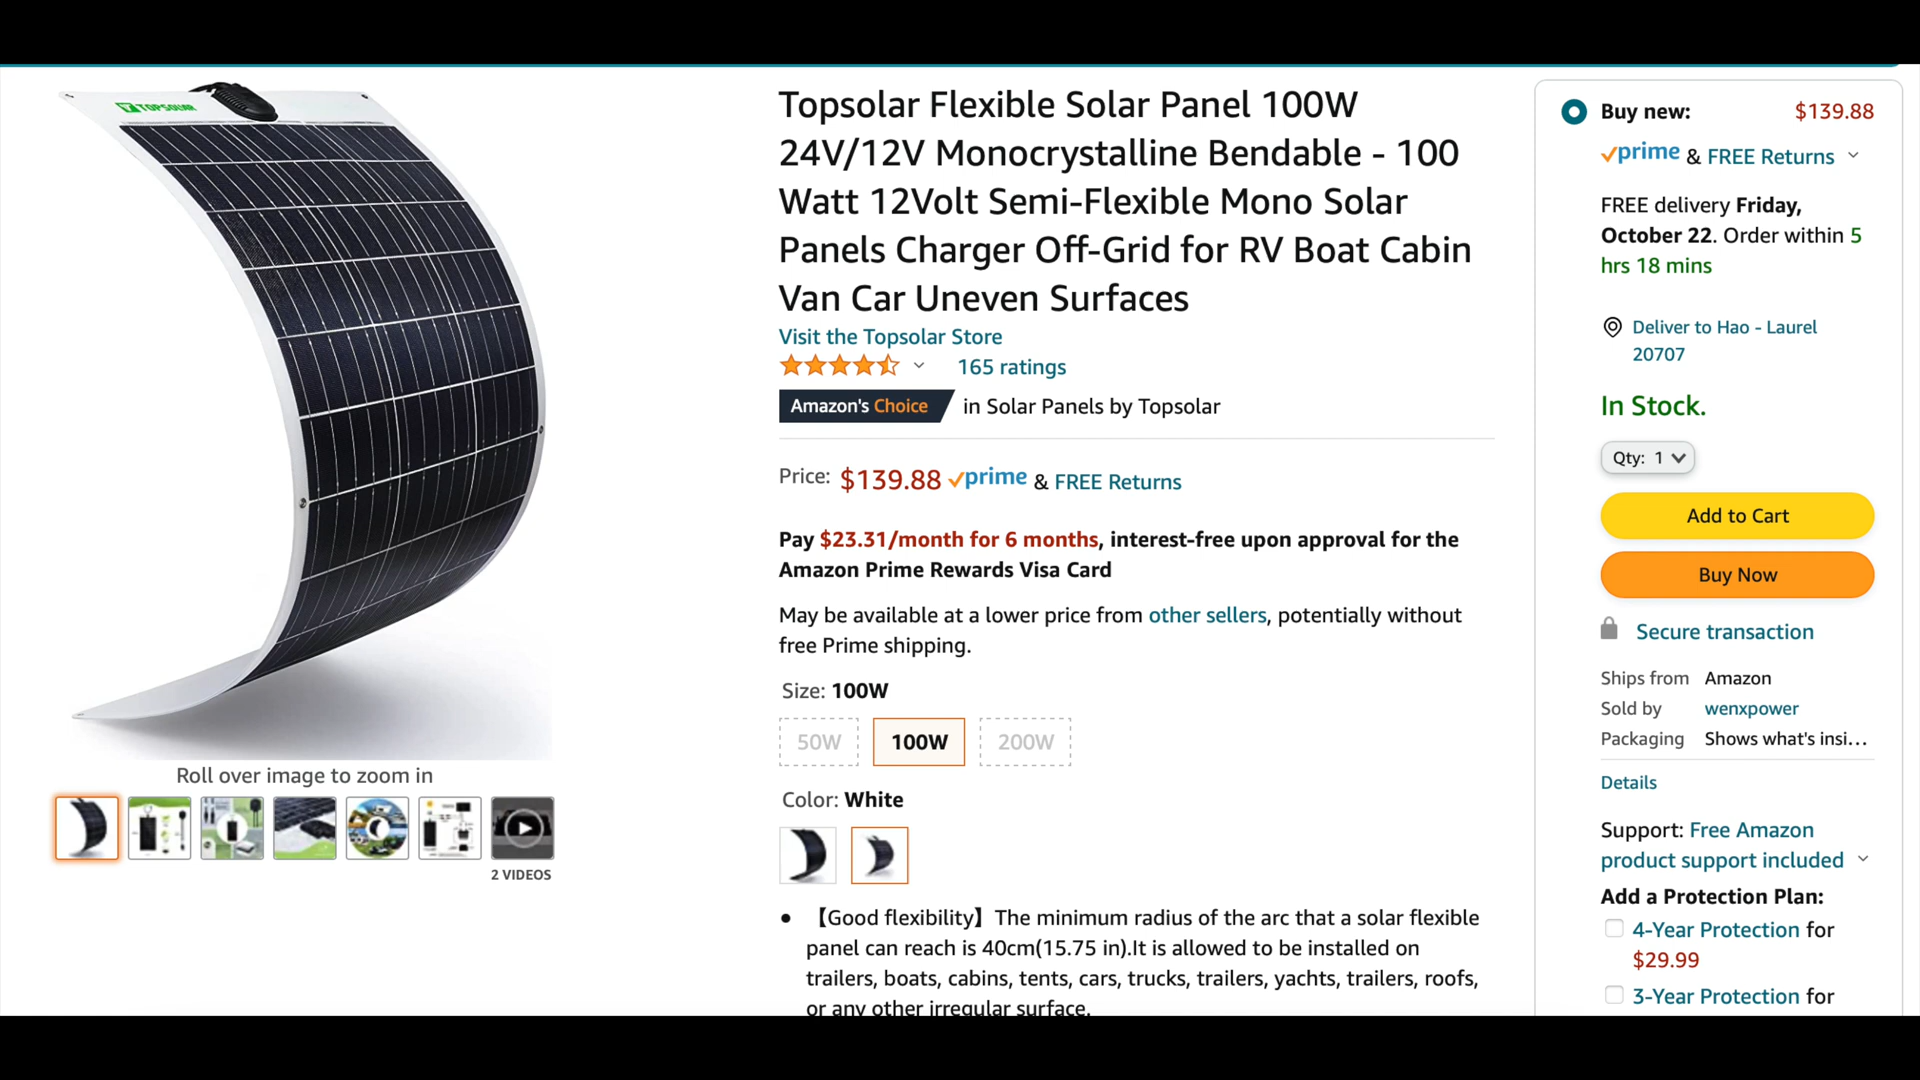 TOPSOLAR
Roll over image to zoom in
2 VIDEOS
Topsolar Flexible Solar Panel 100W
24V/12V Monocrystalline Bendable - 100
Watt 12Volt Semi-Flexible Mono Solar
Panels Charger Off-Grid for RV Boat Cabin
Van Car Uneven Surfaces
Visit the Topsolar Store
165 ratings
Amazon's Choice in Solar Panels by Topsolar
Price: $139.88 prime & FREE Returns
Pay $23.31/month for 6 months, interest-free upon approval for the
Amazon Prime Rewards Visa Card
May be available at a lower price from other sellers, potentially without
free Prime shipping.
Size: 100W
50W 100W 200W
Color: White
• 【Good flexibility】The minimum radius of the arc that a solar flexible
panel can reach is 40cm(15.75 in).It is allowed to be installed on
trailers, boats, cabins, tents, cars, trucks, trailers, yachts, trailers, roofs,
or any other irregular surface.
Buy new: $139.88
prime & FREE Returns
FREE delivery Friday,
October 22. Order within 5
hrs 18 mins
Deliver to Hao - Laurel
20707
In Stock.
Qty: 1
Add to Cart
Buy Now
Secure transaction
Ships from Amazon
Sold by wenxpower
Packaging Shows what's insi...
Details
Support: Free Amazon
product support included
Add a Protection Plan:
4-Year Protection for
$29.99
3-Year Protection for